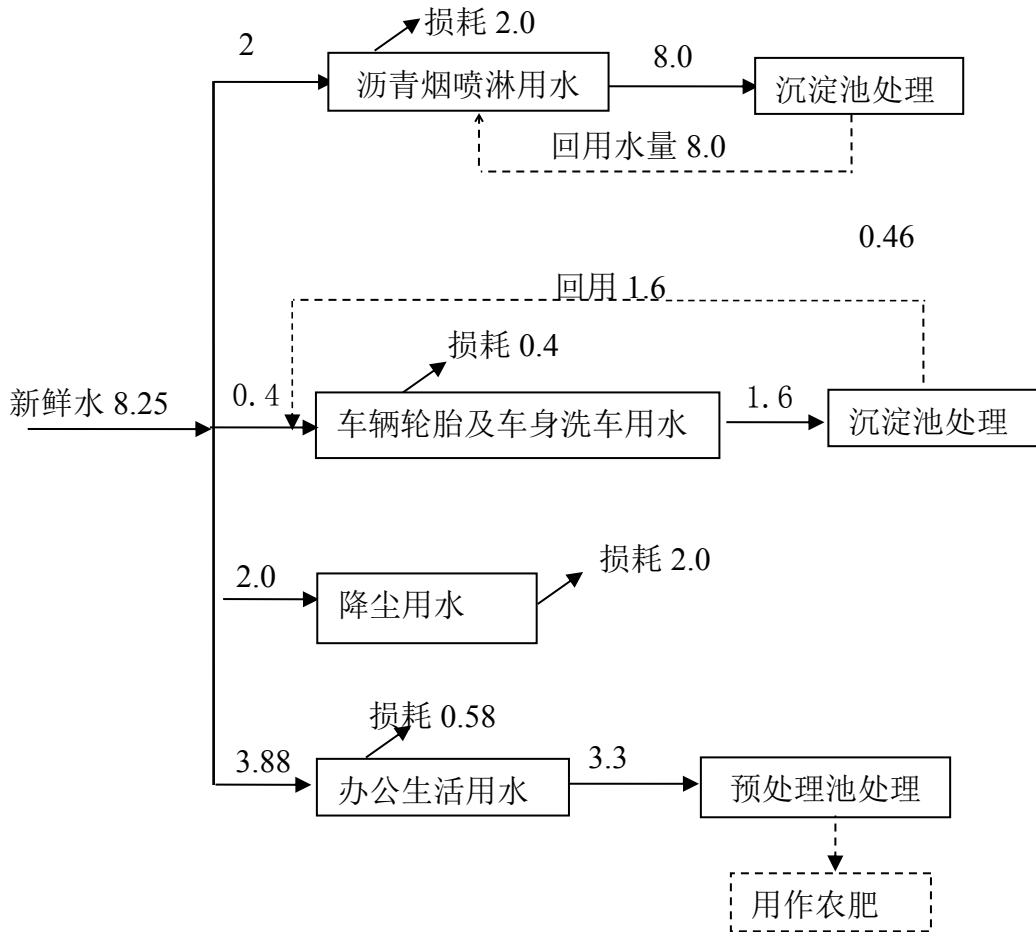 损耗 2.0
2
沥青烟喷淋用水
8.0
沉淀池处理
回用水量 8.0
0.46
回用 1.6
损耗 0.4
新鲜水 8.25
0.4
车辆轮胎及车身洗车用水
1.6
沉淀池处理
损耗 2.0
2.0
降尘用水
损耗 0.58
3.88
办公生活用水
3.3
预处理池处理
用作农肥